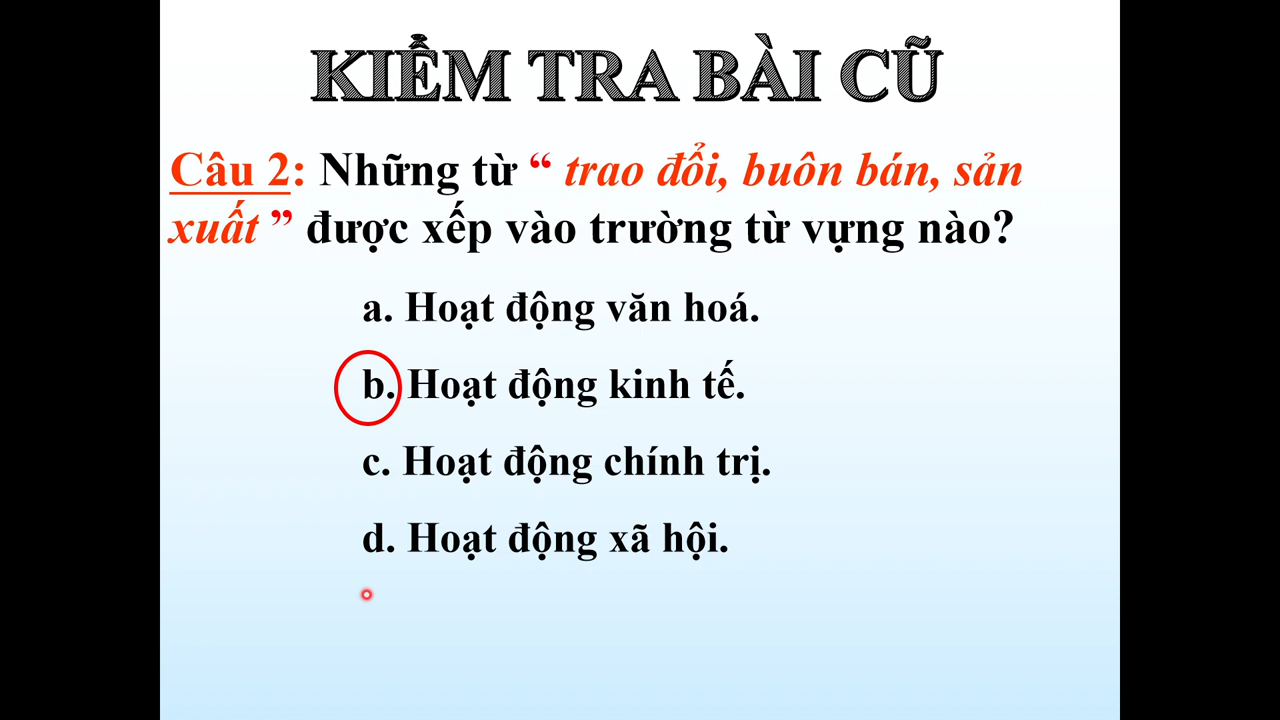 KIỂM TRA BÀI CŨ
Câu 2: Những từ “ trao đổi, buôn bán, sản
xuất ” được xếp vào trường từ vựng nào?
a. Hoạt động văn hoá.
b. Hoạt động kinh tế.
c. Hoạt động chính trị.
d. Hoạt động xã hội.